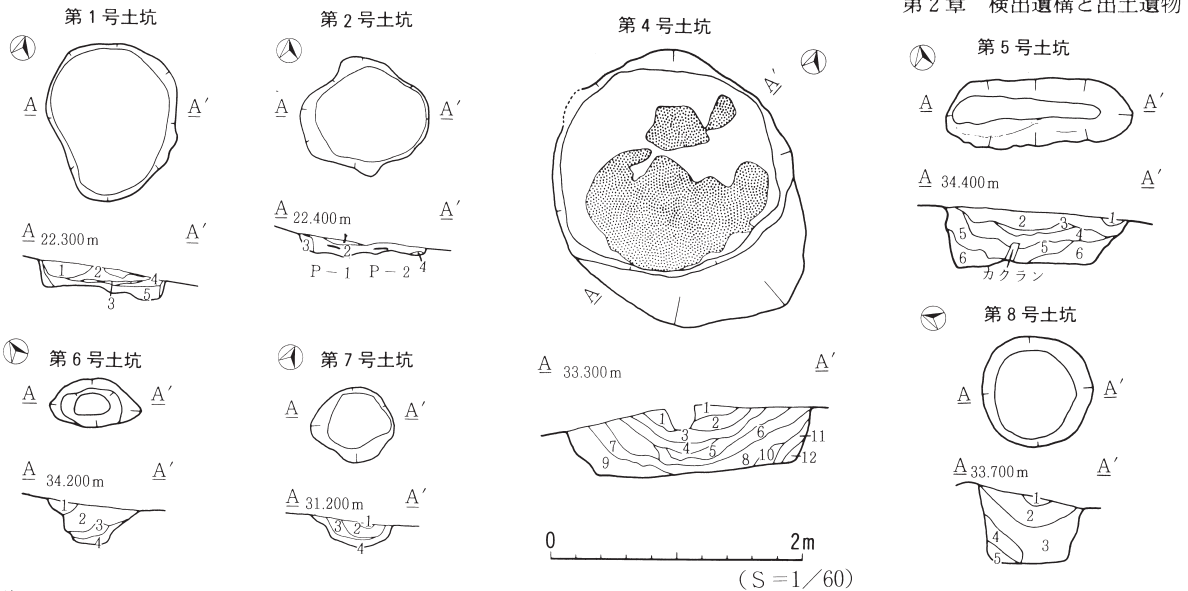 第2章 検出遺構と出土遺物
第1号土坑
A A′
A 22.300m A′
1 2 4
3 5
第2号土坑
A A′
A 22.400m A′
3 2 4
P-1 P-2
第4号土坑
A′
A
A 33.300m A′
1 1 2
3 6
7 4 5 11
9 8 10 12
第5号土坑
A A′
A 34.400m A′
2 3 1
5 4
6 5 6
カクラン
第6号土坑
A A′
A 34.200m A′
1
2 3
4
第7号土坑
A A′
A 31.200m A′
3 2 1
4
0 2m
(S=1/60)
第8号土坑
A A′
A 33.700m A′
1
2
4 3
5